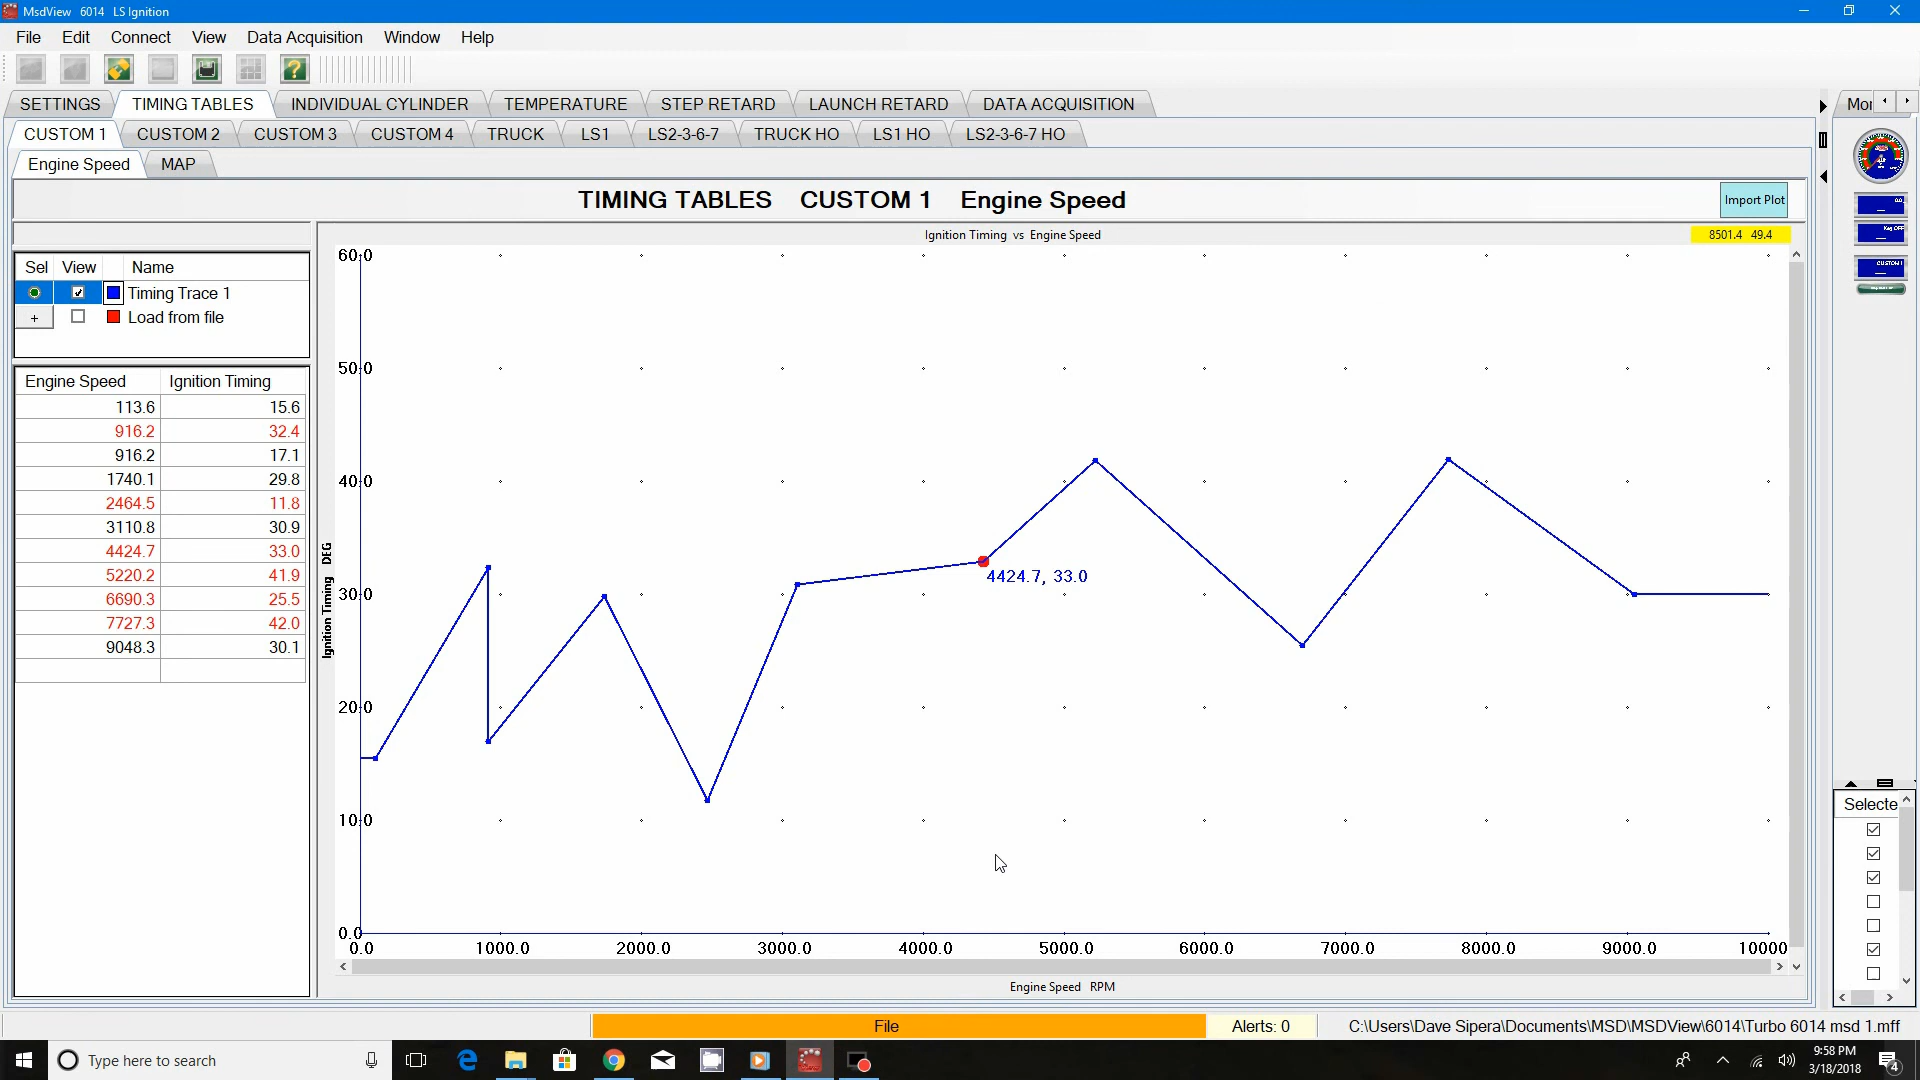 MsdView 6014 LS Ignition
File Edit Connect View Data Acquisition Window Help
SETTINGS TIMING TABLES INDIVIDUAL CYLINDER TEMPERATURE STEP RETARD LAUNCH RETARD DATA ACQUISITION
CUSTOM 1 CUSTOM 2 CUSTOM 3 CUSTOM 4 TRUCK LS1 LS2-3-6-7 TRUCK HO LS1 HO LS2-3-6-7 HO
Engine Speed MAP
TIMING TABLES CUSTOM 1 Engine Speed
Import Plot
Ignition Timing vs Engine Speed
8501.4 49.4
Sel View Name
Timing Trace 1
+ Load from file
Engine Speed Ignition Timing
113.6 15.6
916.2 32.4
916.2 17.1
1740.1 29.8
2464.5 11.8
3110.8 30.9
4424.7 33.0
5220.2 41.9
6690.3 25.5
7727.3 42.0
9048.3 30.1
60.0
50.0
40.0
30.0
20.0
10.0
0.0
Ignition Timing DEG
4424.7, 33.0
0.0 1000.0 2000.0 3000.0 4000.0 5000.0 6000.0 7000.0 8000.0 9000.0 10000
Engine Speed RPM
Mor
0.0
Key OFF
CUSTOM 1
Selecte
File
Alerts: 0
C:\Users\Dave Sipera\Documents\MSD\MSDView\6014\Turbo 6014 msd 1.mff
Type here to search
9:58 PM
3/18/2018
4